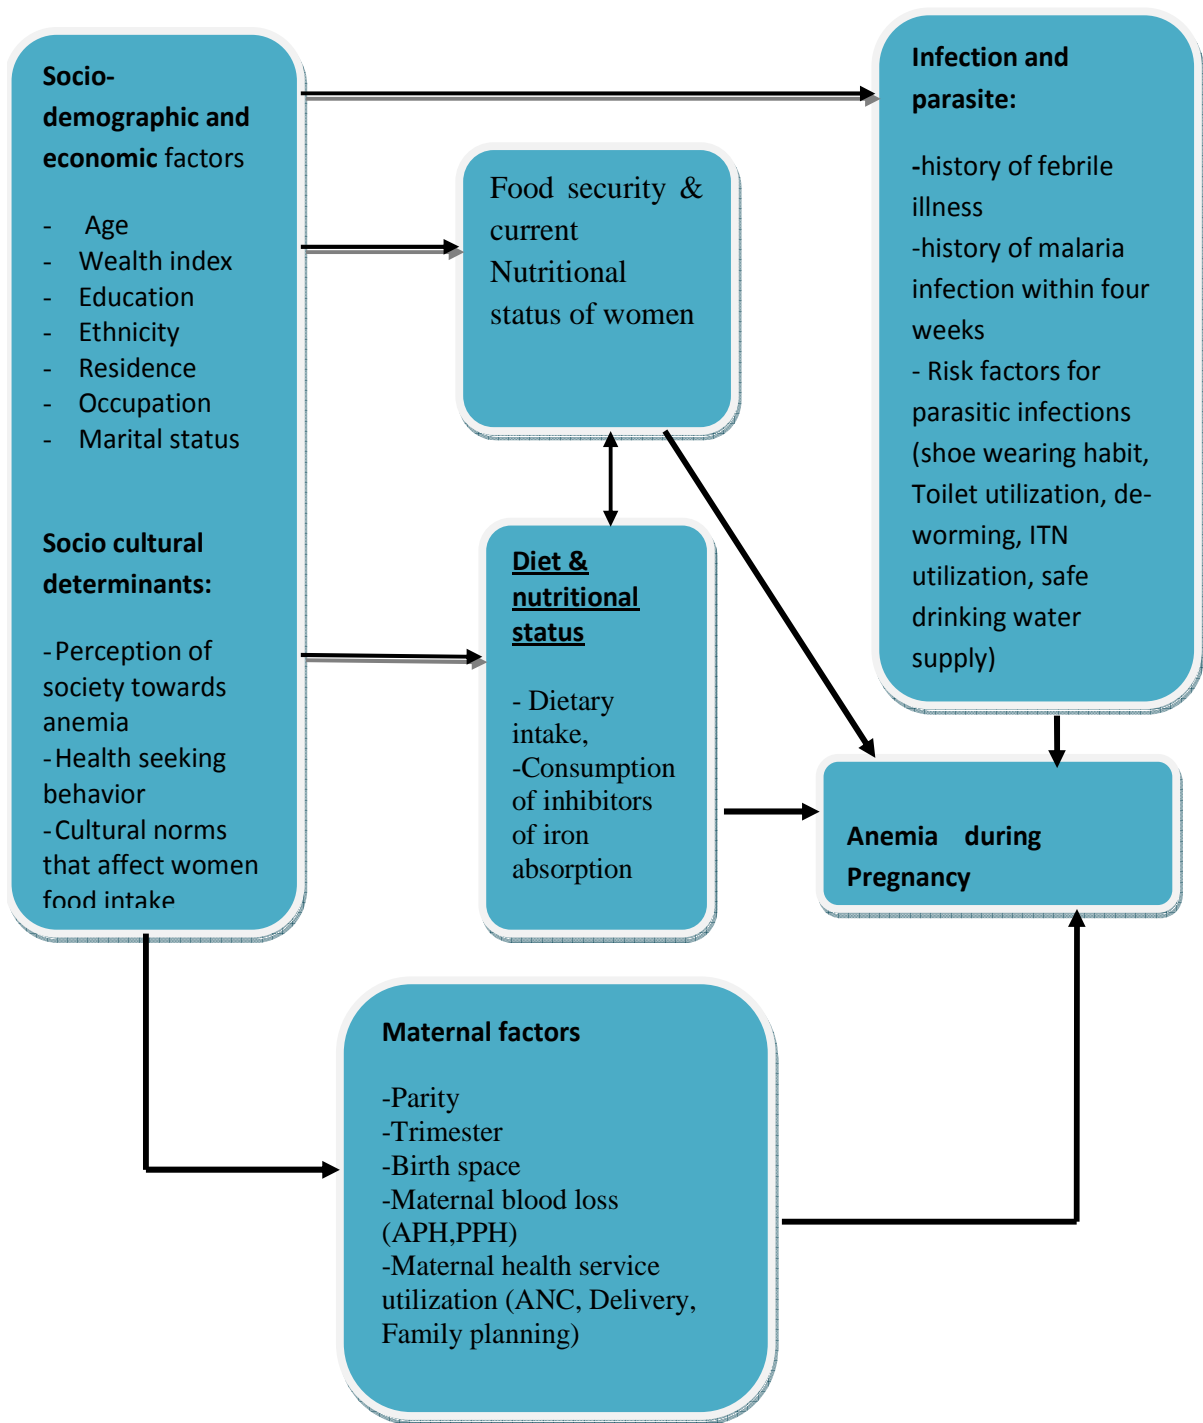 Socio-
demographic and
economic factors
- Age
- Wealth index
- Education
- Ethnicity
- Residence
- Occupation
- Marital status
Socio cultural
determinants:
-Perception of
society towards
anemia
-Health seeking
behavior
-Cultural norms
that affect women
food intake
Food security &
current
Nutritional
status of women
Diet &
nutritional
status
- Dietary
intake,
-Consumption
of inhibitors
of iron
absorption
Infection and
parasite:
-history of febrile
illness
-history of malaria
infection within four
weeks
- Risk factors for
parasitic infections
(shoe wearing habit,
Toilet utilization, de-
worming, ITN
utilization, safe
drinking water
supply)
Anemia during
Pregnancy
Maternal factors
-Parity
-Trimester
-Birth space
-Maternal blood loss
(APH,PPH)
-Maternal health service
utilization (ANC, Delivery,
Family planning)